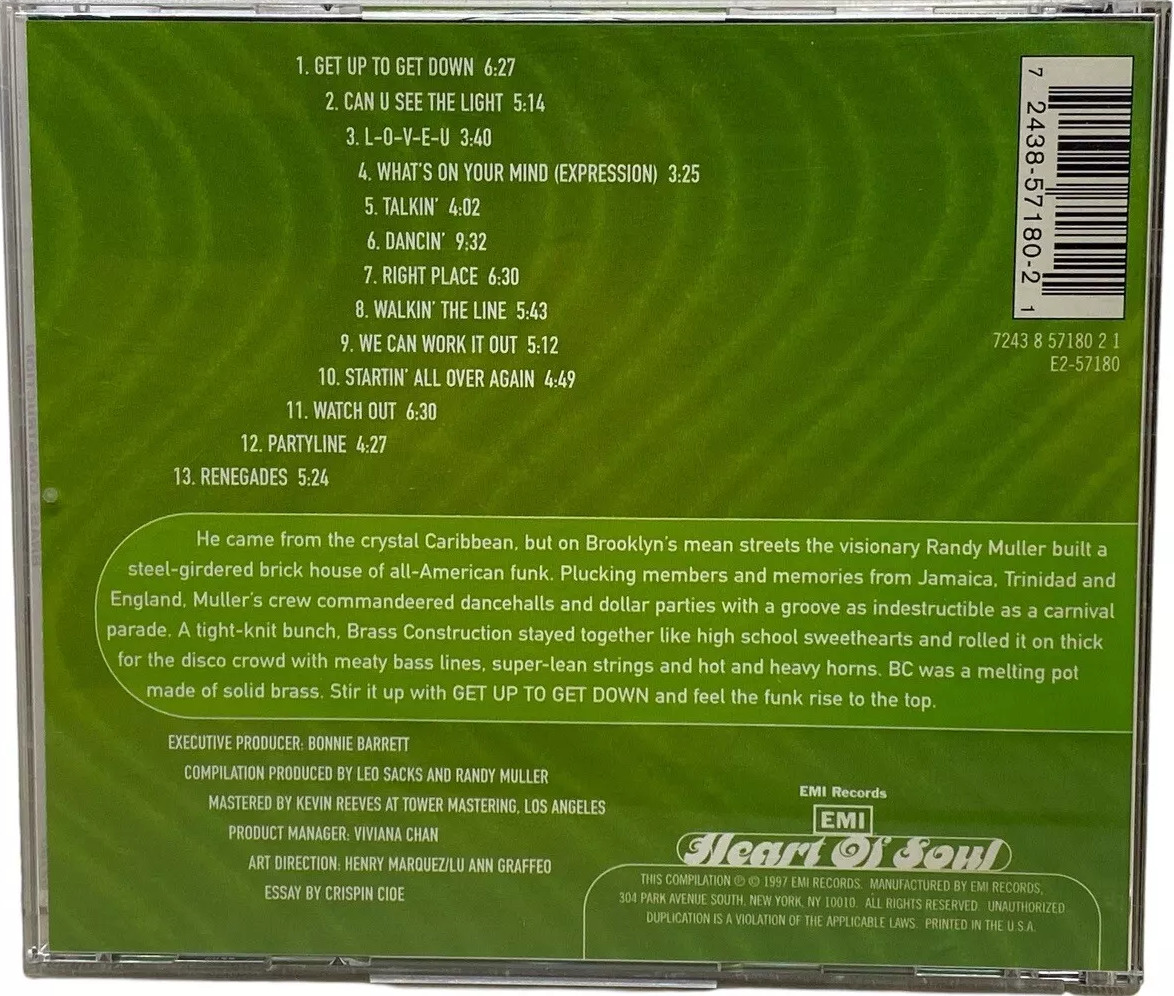 1. GET UP TO GET DOWN 6:27
2. CAN U SEE THE LIGHT 5:14
3. L-O-V-E-U 3:40
4. WHAT'S ON YOUR MIND (EXPRESSION) 3:25
5. TALKIN' 4:02
6. DANCIN' 9:32
7. RIGHT PLACE 6:30
8. WALKIN' THE LINE 5:43
9. WE CAN WORK IT OUT 5:12
10. STARTIN' ALL OVER AGAIN 4:49
11. WATCH OUT 6:30
12. PARTYLINE 4:27
13. RENEGADES 5:24
7 2438-57180-2 1
7243 8 57180 2 1
E2-57180
He came from the crystal Caribbean, but on Brooklyn's mean streets the visionary Randy Muller built a
steel-girdered brick house of all-American funk. Plucking members and memories from Jamaica, Trinidad and
England, Muller's crew commandeered dancehalls and dollar parties with a groove as indestructible as a carnival
parade. A tight-knit bunch, Brass Construction stayed together like high school sweethearts and rolled it on thick
for the disco crowd with meaty bass lines, super-lean strings and hot and heavy horns. BC was a melting pot
made of solid brass. Stir it up with GET UP TO GET DOWN and feel the funk rise to the top.
EXECUTIVE PRODUCER: BONNIE BARRETT
COMPILATION PRODUCED BY LEO SACKS AND RANDY MULLER
MASTERED BY KEVIN REEVES AT TOWER MASTERING, LOS ANGELES
PRODUCT MANAGER: VIVIANA CHAN
ART DIRECTION: HENRY MARQUEZ/LU ANN GRAFFEO
ESSAY BY CRISPIN CIOE
EMI Records
EMI
Heart Of Soul
THIS COMPILATION ℗ © 1997 EMI RECORDS. MANUFACTURED BY EMI RECORDS,
304 PARK AVENUE SOUTH, NEW YORK, NY 10010. ALL RIGHTS RESERVED. UNAUTHORIZED
DUPLICATION IS A VIOLATION OF THE APPLICABLE LAWS. PRINTED IN THE U.S.A.